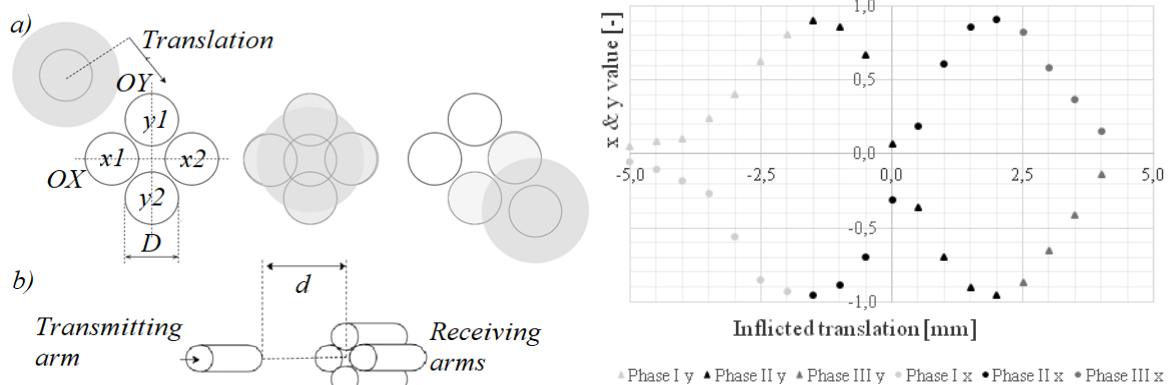 a)
Translation
OY
y1
x1
x2
OX
y2
D
b)
d
Transmitting
arm
Receiving
arms
x & y value [-]
1,0
0,5
0,0
-5,0 -2,5 0,0 2,5 5,0
-0,5
-1,0
Inflicted translation [mm]
Phase I y Phase II y Phase III y Phase I x Phase II x Phase III x